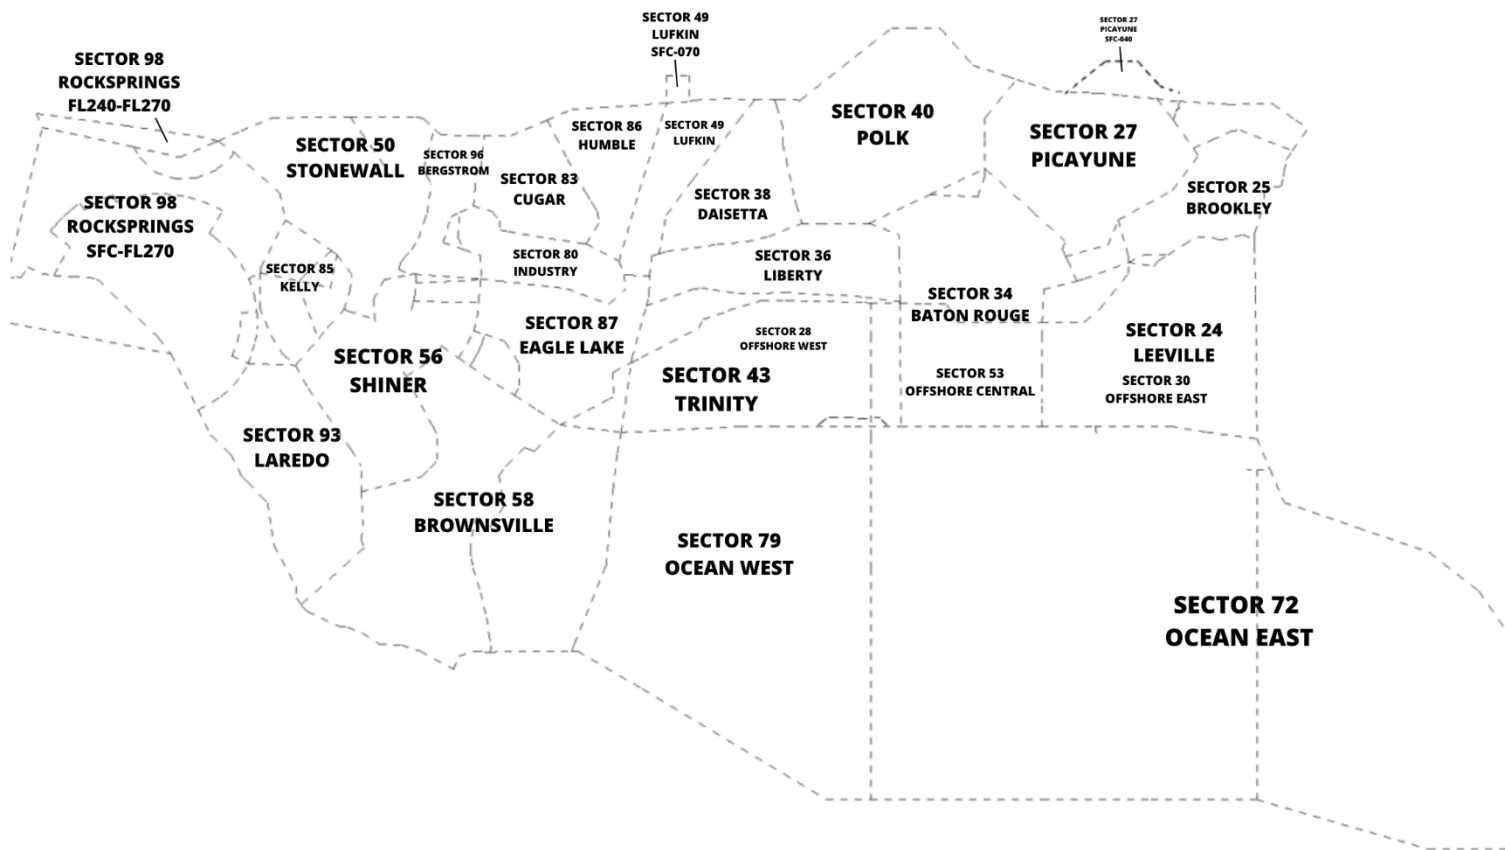 SECTOR 49
LUFKIN
SFC-070
SECTOR 27
PICAYUNE
SFC-040
SECTOR 98
ROCKSPRINGS
FL240-FL270
SECTOR 50
STONEWALL
SECTOR 96
BERGSTROM
SECTOR 83
CUGAR
SECTOR 86
HUMBLE
SECTOR 49
LUFKIN
SECTOR 40
POLK
SECTOR 27
PICAYUNE
SECTOR 98
ROCKSPRINGS
SFC-FL270
SECTOR 38
DAISETTA
SECTOR 25
BROOKLEY
SECTOR 85
KELLY
SECTOR 80
INDUSTRY
SECTOR 36
LIBERTY
SECTOR 34
BATON ROUGE
SECTOR 87
EAGLE LAKE
SECTOR 28
OFFSHORE WEST
SECTOR 24
LEEVILLE
SECTOR 56
SHINER
SECTOR 43
TRINITY
SECTOR 53
OFFSHORE CENTRAL
SECTOR 30
OFFSHORE EAST
SECTOR 93
LAREDO
SECTOR 58
BROWNSVILLE
SECTOR 79
OCEAN WEST
SECTOR 72
OCEAN EAST